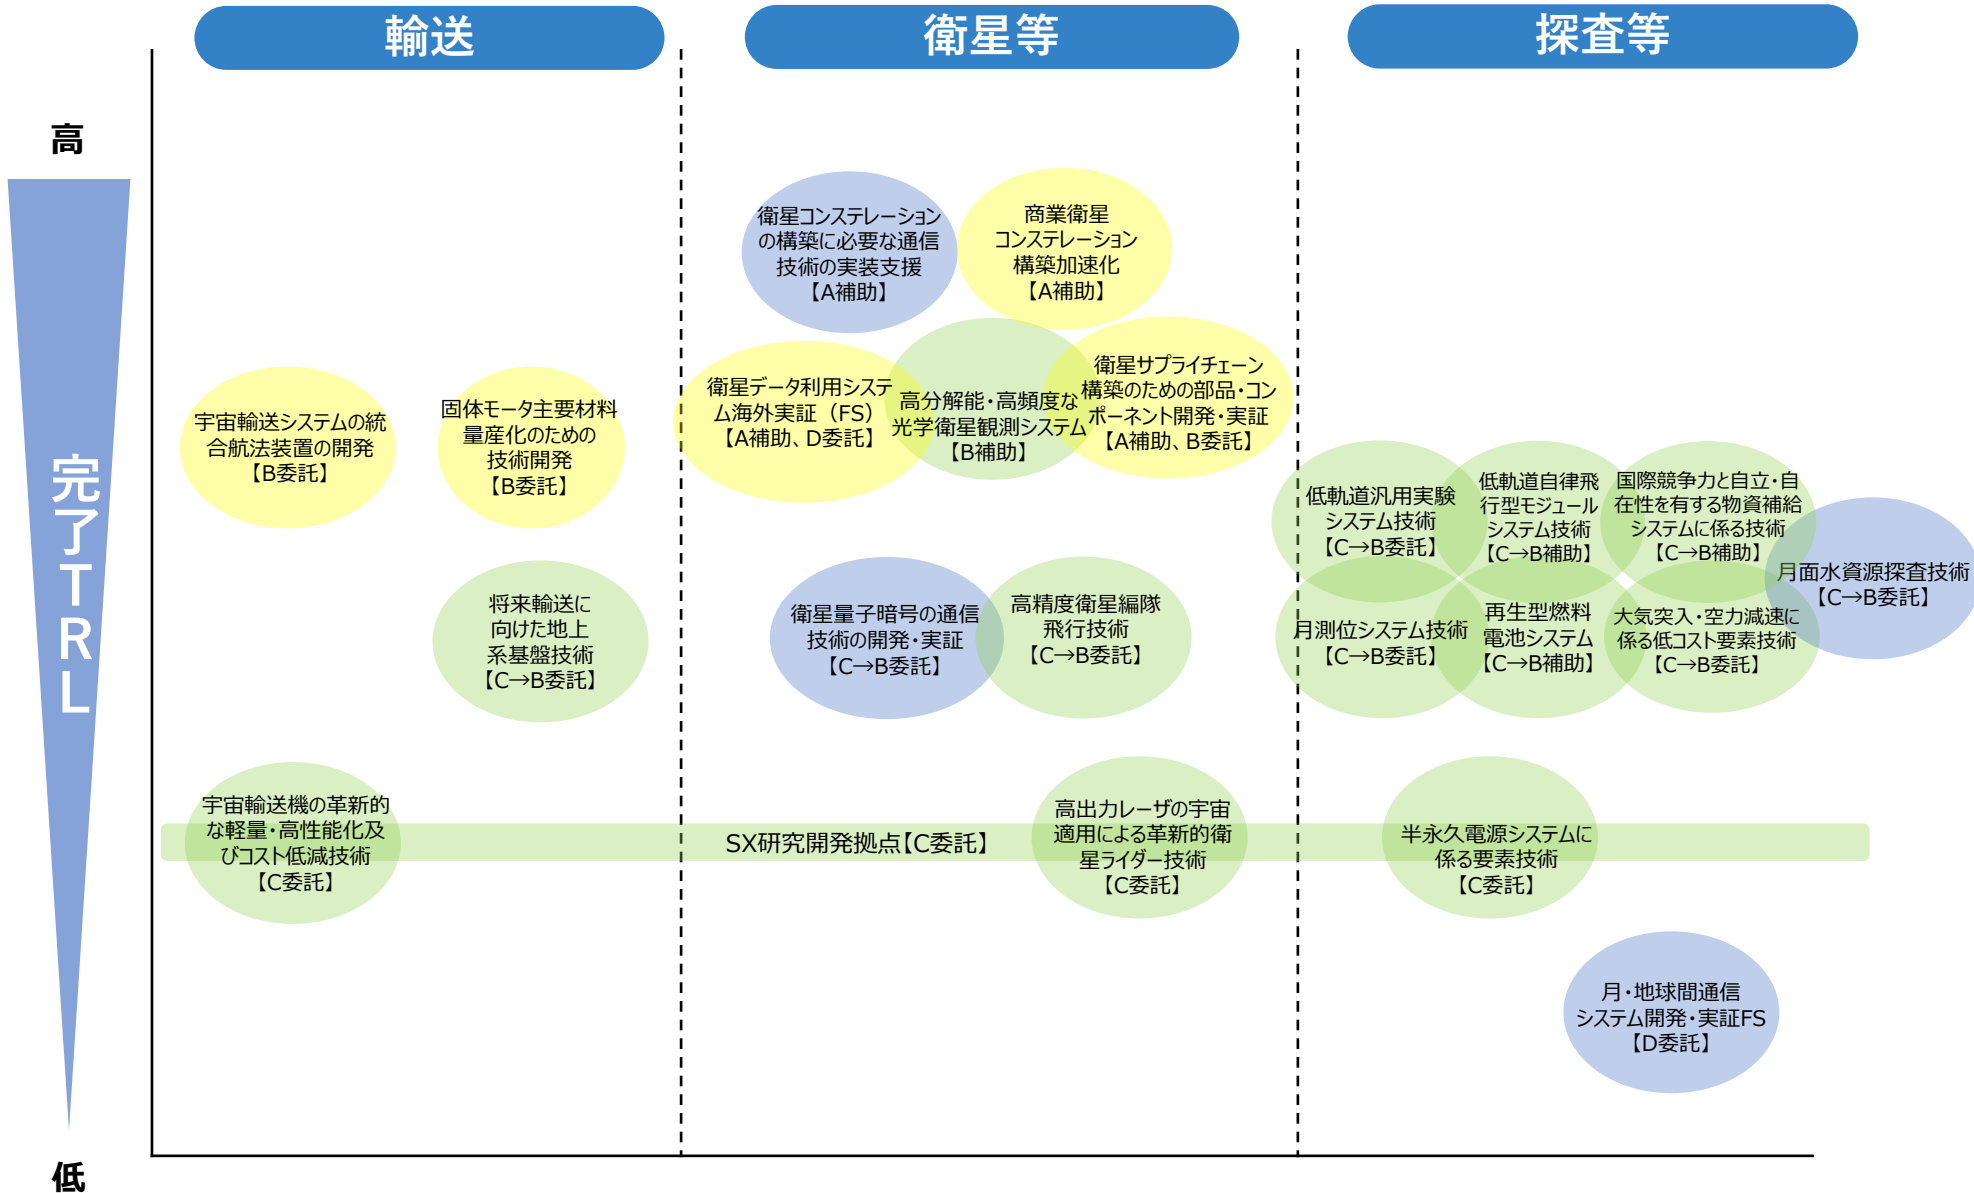 輸送
衛星等
探査等
高
完了TRL
低
宇宙輸送システムの統
合航法装置の開発
【B委託】
固体モータ主要材料
量産化のための
技術開発
【B委託】
将来輸送に
向けた地上
系基盤技術
【C→B委託】
宇宙輸送機の革新的
な軽量・高性能化及
びコスト低減技術
【C委託】
衛星コンステレーション
の構築に必要な通信
技術の実装支援
【A補助】
商業衛星
コンステレーション
構築加速化
【A補助】
衛星データ利用システ
ム海外実証（FS）
【A補助、D委託】
高分解能・高頻度な
光学衛星観測システム
【B補助】
衛星サプライチェーン
構築のための部品・コン
ポーネント開発・実証
【A補助、B委託】
衛星量子暗号の通信
技術の開発・実証
【C→B委託】
高精度衛星編隊
飛行技術
【C→B委託】
SX研究開発拠点【C委託】
高出力レーザの宇宙
適用による革新的衛
星ライダー技術
【C委託】
低軌道汎用実験
システム技術
【C→B委託】
低軌道自律飛
行型モジュール
システム技術
【C→B補助】
国際競争力と自立・自
在性を有する物資補給
システムに係る技術
【C→B補助】
月面水資源探査技術
【C→B委託】
月測位システム技術
【C→B委託】
再生型燃料
電池システム
【C→B補助】
大気突入・空力減速に
係る低コスト要素技術
【C→B委託】
半永久電源システムに
係る要素技術
【C委託】
月・地球間通信
システム開発・実証FS
【D委託】